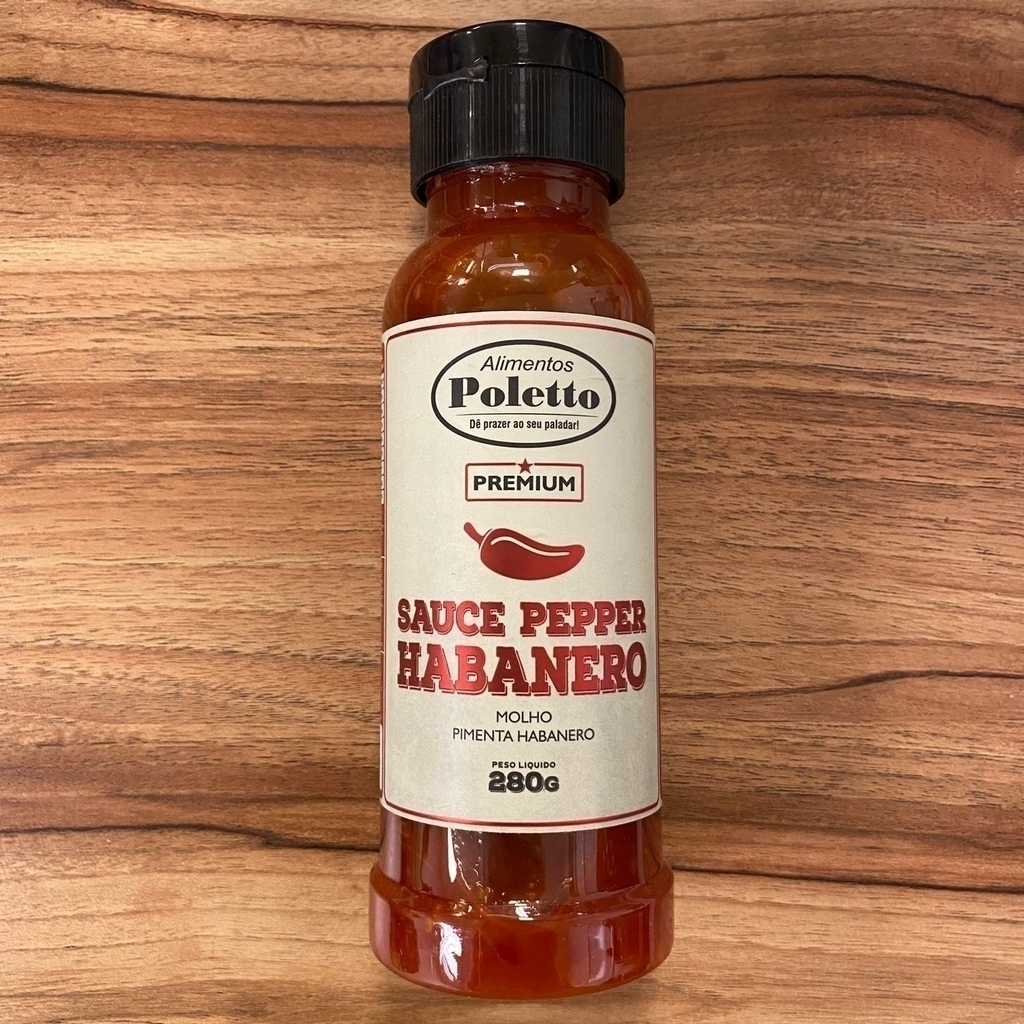 Alimentos
Poletto
Dê prazer ao seu paladar!
PREMIUM
SAUCE PEPPER
HABANERO
MOLHO
PIMENTA HABANERO
PESO LIQUIDO
280G